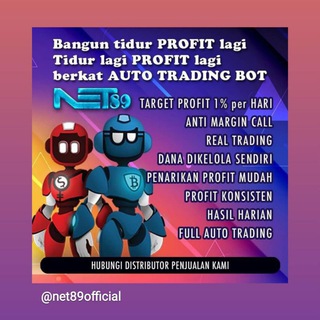 Bangun tidur PROFIT lagi
Tidur lagi PROFIT lagi
berkat AUTO TRADING BOT
NET89
TARGET PROFIT 1% per HARI
ANTI MARGIN CALL
REAL TRADING
DANA DIKELOLA SENDIRI
PENARIKAN PROFIT MUDAH
PROFIT KONSISTEN
HASIL HARIAN
FULL AUTO TRADING
HUBUNGI DISTRIBUTOR PENJUALAN KAMI
@net89official